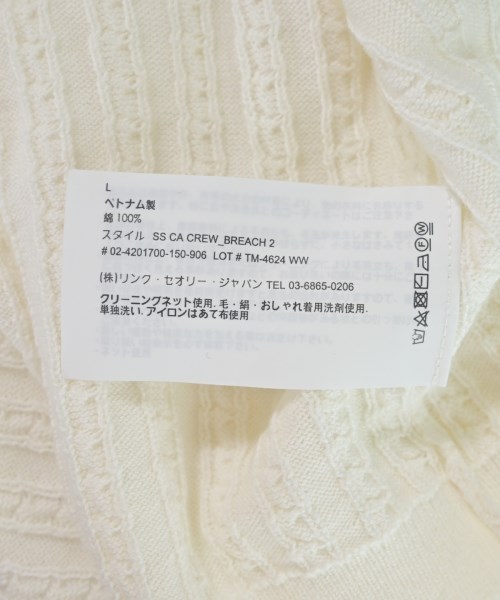 L
ベトナム製
綿 100%
スタイル SS CA CREW_BREACH 2
# 02-4201700-150-906 LOT # TM-4624 WW
(株)リンク・セオリー・ジャパン TEL 03-6865-0206
クリーニングネット使用. 毛・絹・おしゃれ着用洗剤使用.
単独洗い. アイロンはあて布使用